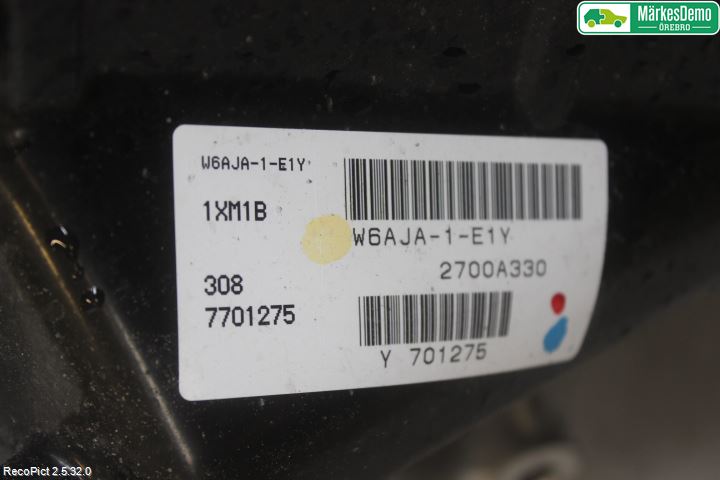 MärkesDemo
ÖREBRO
W6AJA-1-E1Y
1XM1B
W6AJA-1-E1Y
2700A330
308
7701275
Y 701275
RecoPict 2.5.32.0